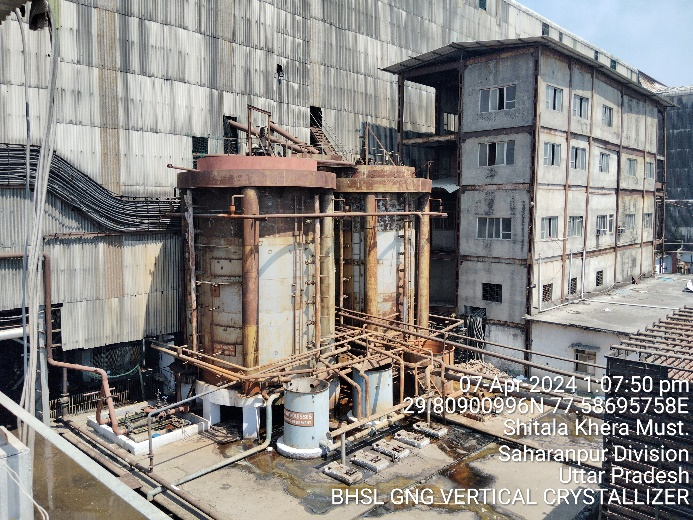 MOLASSES
07-Apr-2024 1:07:50 pm
29.80900996N 77.58695758E
Shitala Khera Must.
Saharanpur Division
Uttar Pradesh
BHSL GNG VERTICAL CRYSTALLIZER